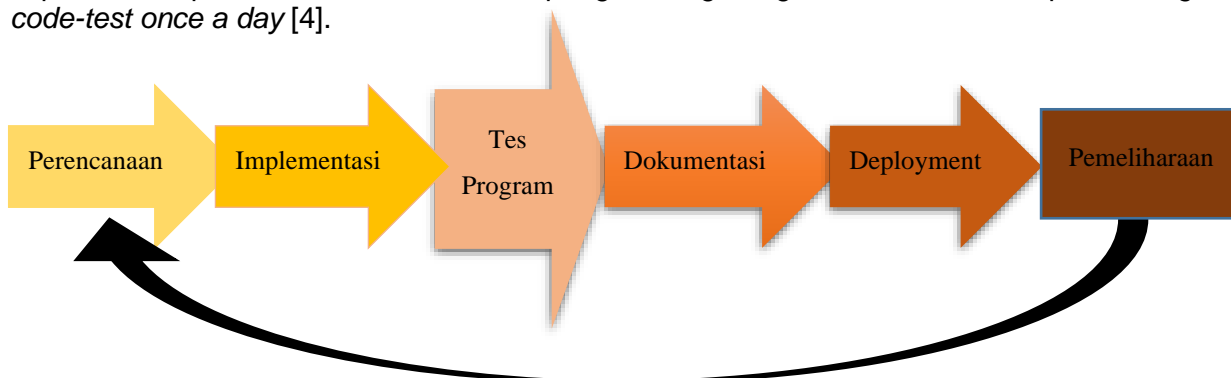 code-test once a day [4].
Perencanaan
Implementasi
Tes
Program
Dokumentasi
Deployment
Pemeliharaan